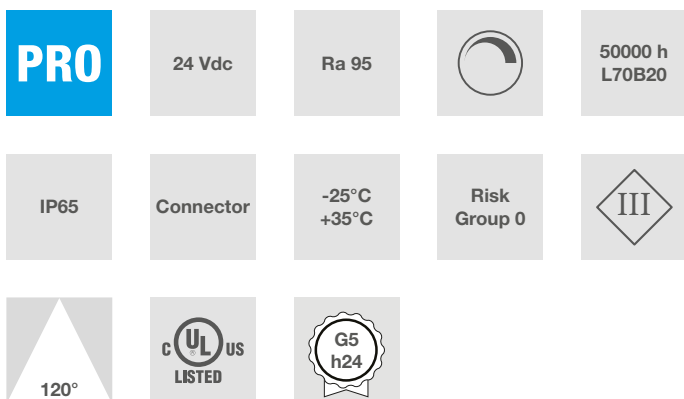 PRO
24 Vdc
Ra 95
50000 h
L70B20
IP65
Connector
-25°C
+35°C
Risk
Group 0
III
120°
C UL US
®
LISTED
G5
h24